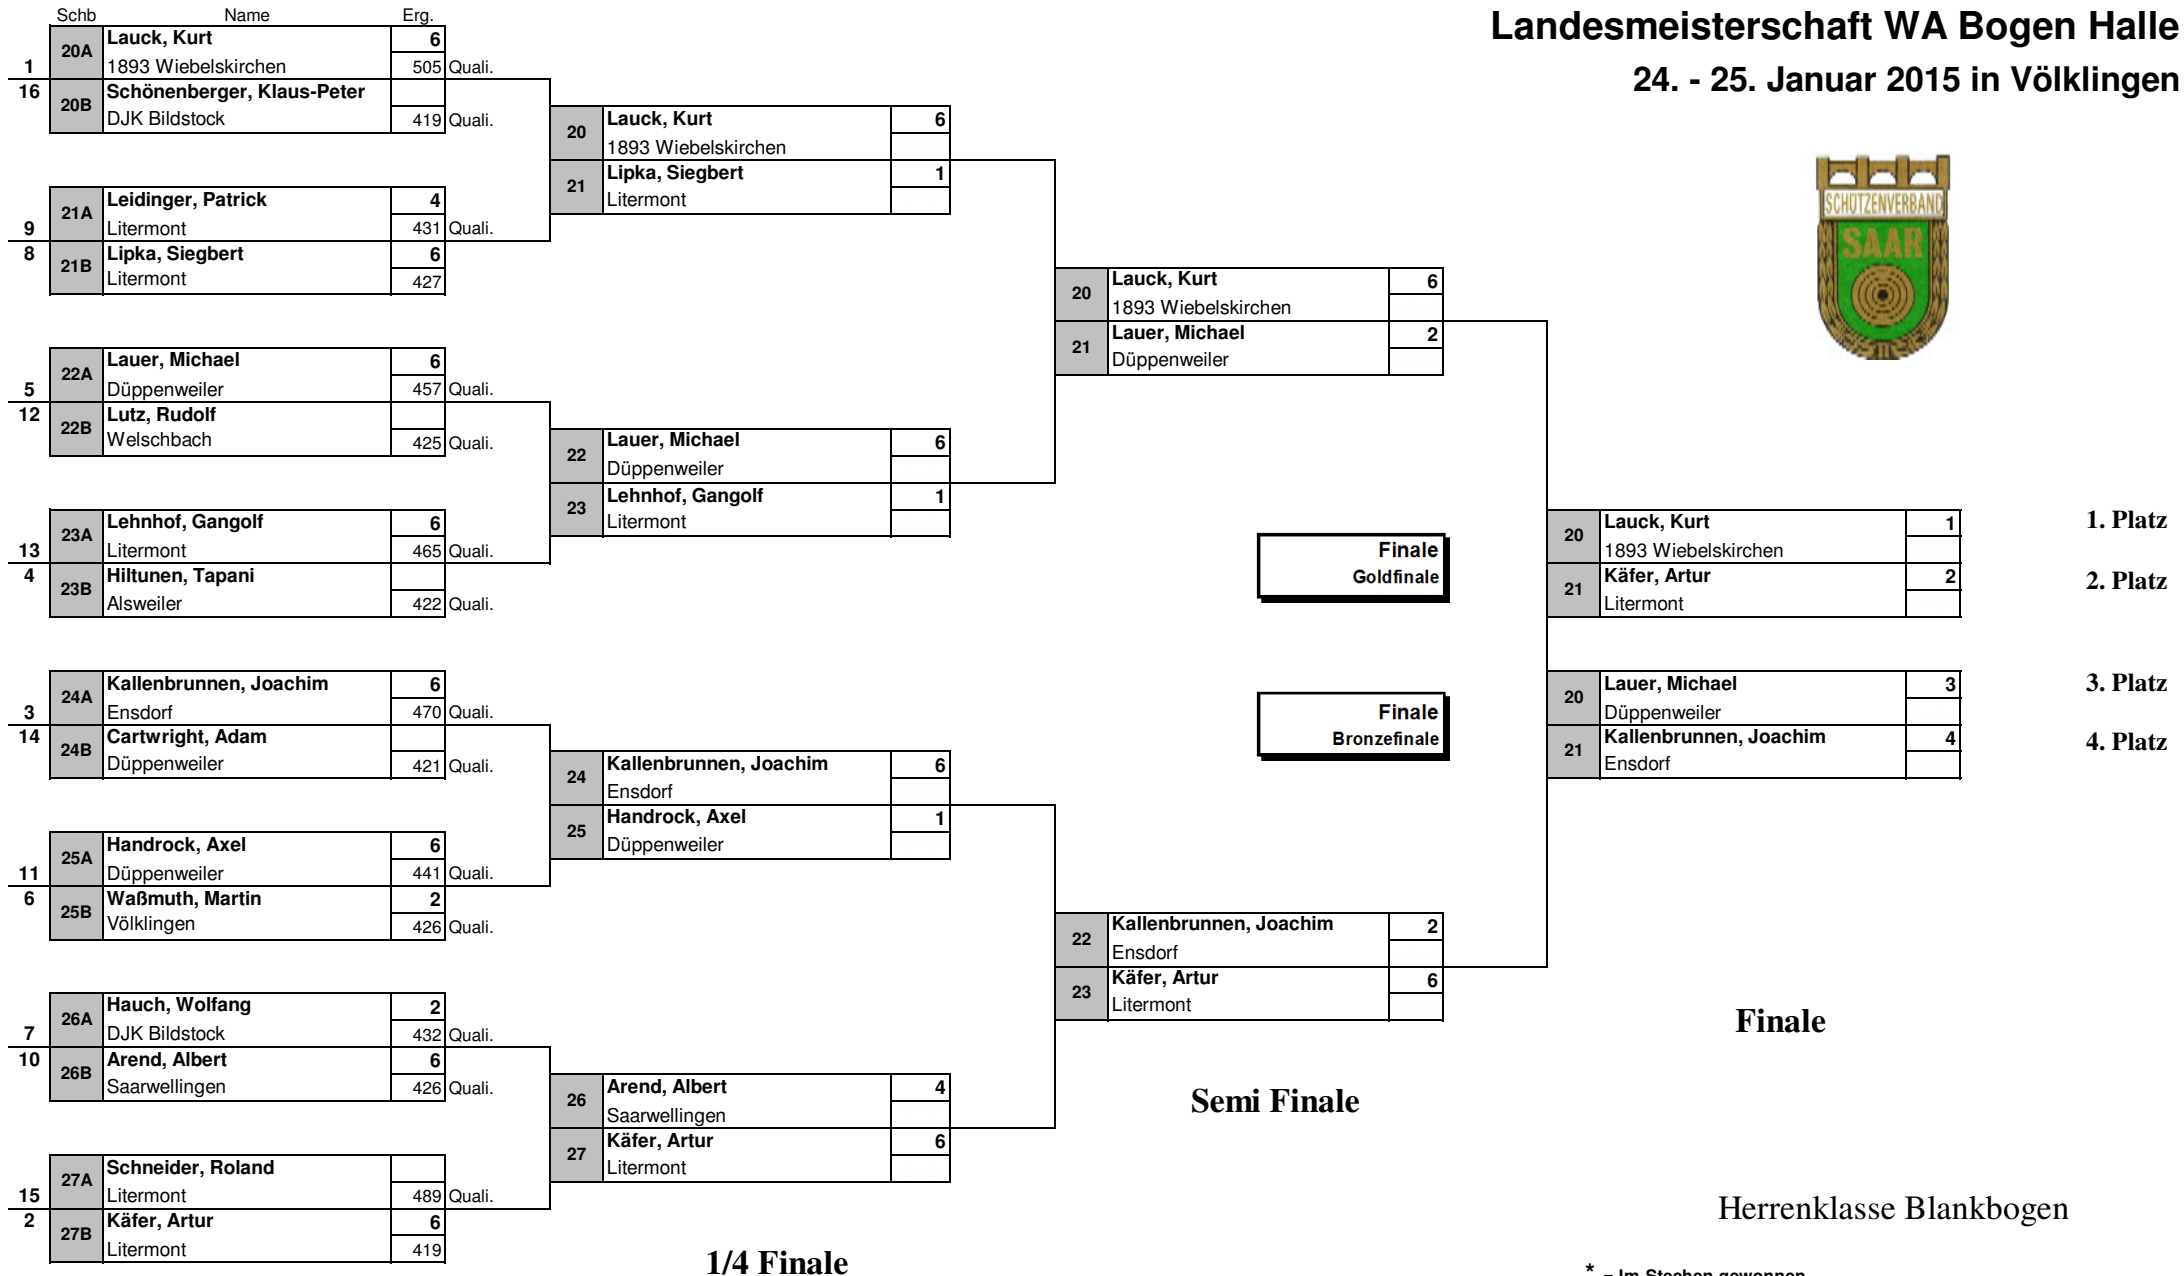 Landesmeisterschaft WA Bogen Halle
24. - 25. Januar 2015 in Völklingen
SCHÜTZENVERBAND
SAAR
Schb Name Erg.
20A Lauck, Kurt 6
1 1893 Wiebelskirchen 505 Quali.
16 20B Schönenberger, Klaus-Peter
DJK Bildstock 419 Quali.
21A Leidinger, Patrick 4
9 Litermont 431 Quali.
8 21B Lipka, Siegbert 6
Litermont 427
22A Lauer, Michael 6
5 Düppenweiler 457 Quali.
12 22B Lutz, Rudolf
Welschbach 425 Quali.
23A Lehnhof, Gangolf 6
13 Litermont 465 Quali.
4 23B Hiltunen, Tapani
Alsweiler 422 Quali.
24A Kallenbrunnen, Joachim 6
3 Ensdorf 470 Quali.
14 24B Cartwright, Adam
Düppenweiler 421 Quali.
25A Handrock, Axel 6
11 Düppenweiler 441 Quali.
6 25B Waßmuth, Martin 2
Völklingen 426 Quali.
26A Hauch, Wolfang 2
7 DJK Bildstock 432 Quali.
10 26B Arend, Albert 6
Saarwellingen 426 Quali.
27A Schneider, Roland
15 Litermont 489 Quali.
2 27B Käfer, Artur 6
Litermont 419
20 Lauck, Kurt 6
1893 Wiebelskirchen
21 Lipka, Siegbert 1
Litermont
22 Lauer, Michael 6
Düppenweiler
23 Lehnhof, Gangolf 1
Litermont
24 Kallenbrunnen, Joachim 6
Ensdorf
25 Handrock, Axel 1
Düppenweiler
26 Arend, Albert 4
Saarwellingen
27 Käfer, Artur 6
Litermont
1/4 Finale
20 Lauck, Kurt 6
1893 Wiebelskirchen
21 Lauer, Michael 2
Düppenweiler
22 Kallenbrunnen, Joachim 2
Ensdorf
23 Käfer, Artur 6
Litermont
Semi Finale
Finale
Goldfinale
20 Lauck, Kurt 1 1. Platz
1893 Wiebelskirchen
21 Käfer, Artur 2 2. Platz
Litermont
Finale
Bronzefinale
20 Lauer, Michael 3 3. Platz
Düppenweiler
21 Kallenbrunnen, Joachim 4 4. Platz
Ensdorf
Finale
Herrenklasse Blankbogen
* = Im Stechen gewonnen